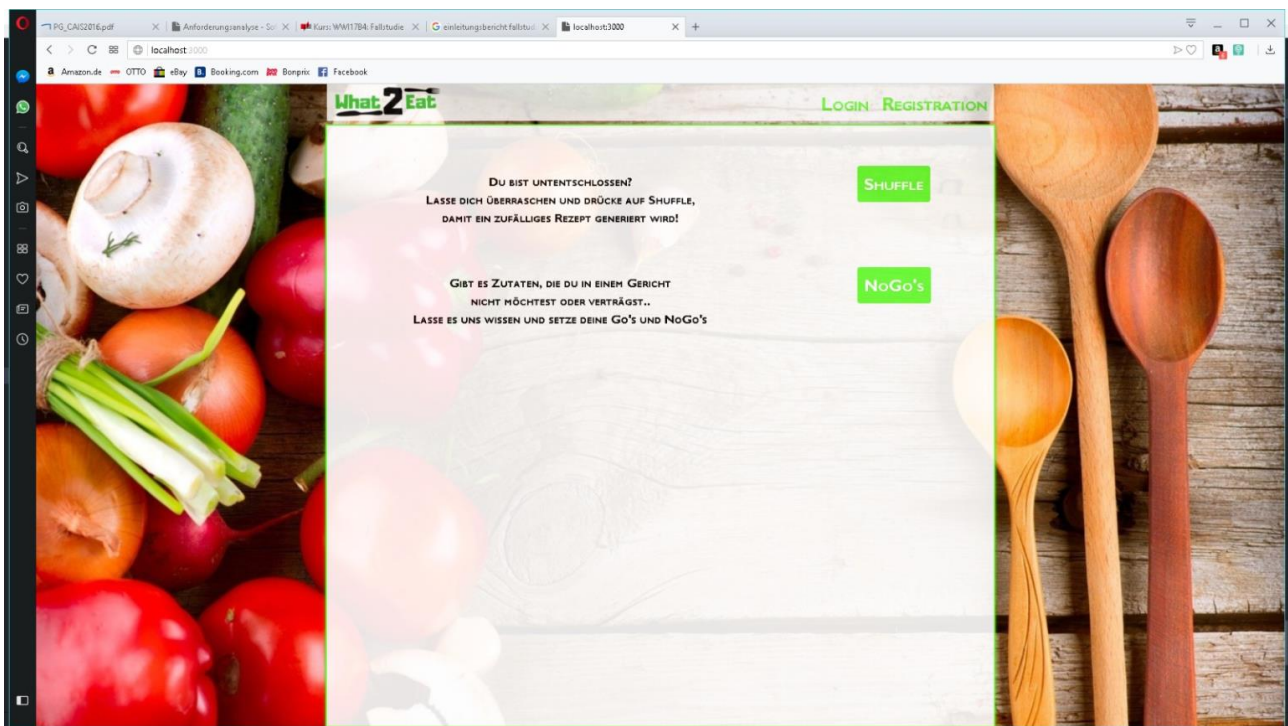 PG_CAIS2016.pdf
Anforderungsanalyse - So
Kurs: WWI17B4: Fallstudie
einleitungsbericht fallstudi
localhost:3000
localhost:3000
Amazon.de OTTO eBay Booking.com Bonprix Facebook
What2Eat
Login Registration
Du bist untentschlossen?
Lasse dich überraschen und drücke auf Shuffle,
damit ein zufälliges Rezept generiert wird!
Shuffle
Gibt es Zutaten, die du in einem Gericht
nicht möchtest oder verträgst..
Lasse es uns wissen und setze deine Go's und NoGo's
NoGo's